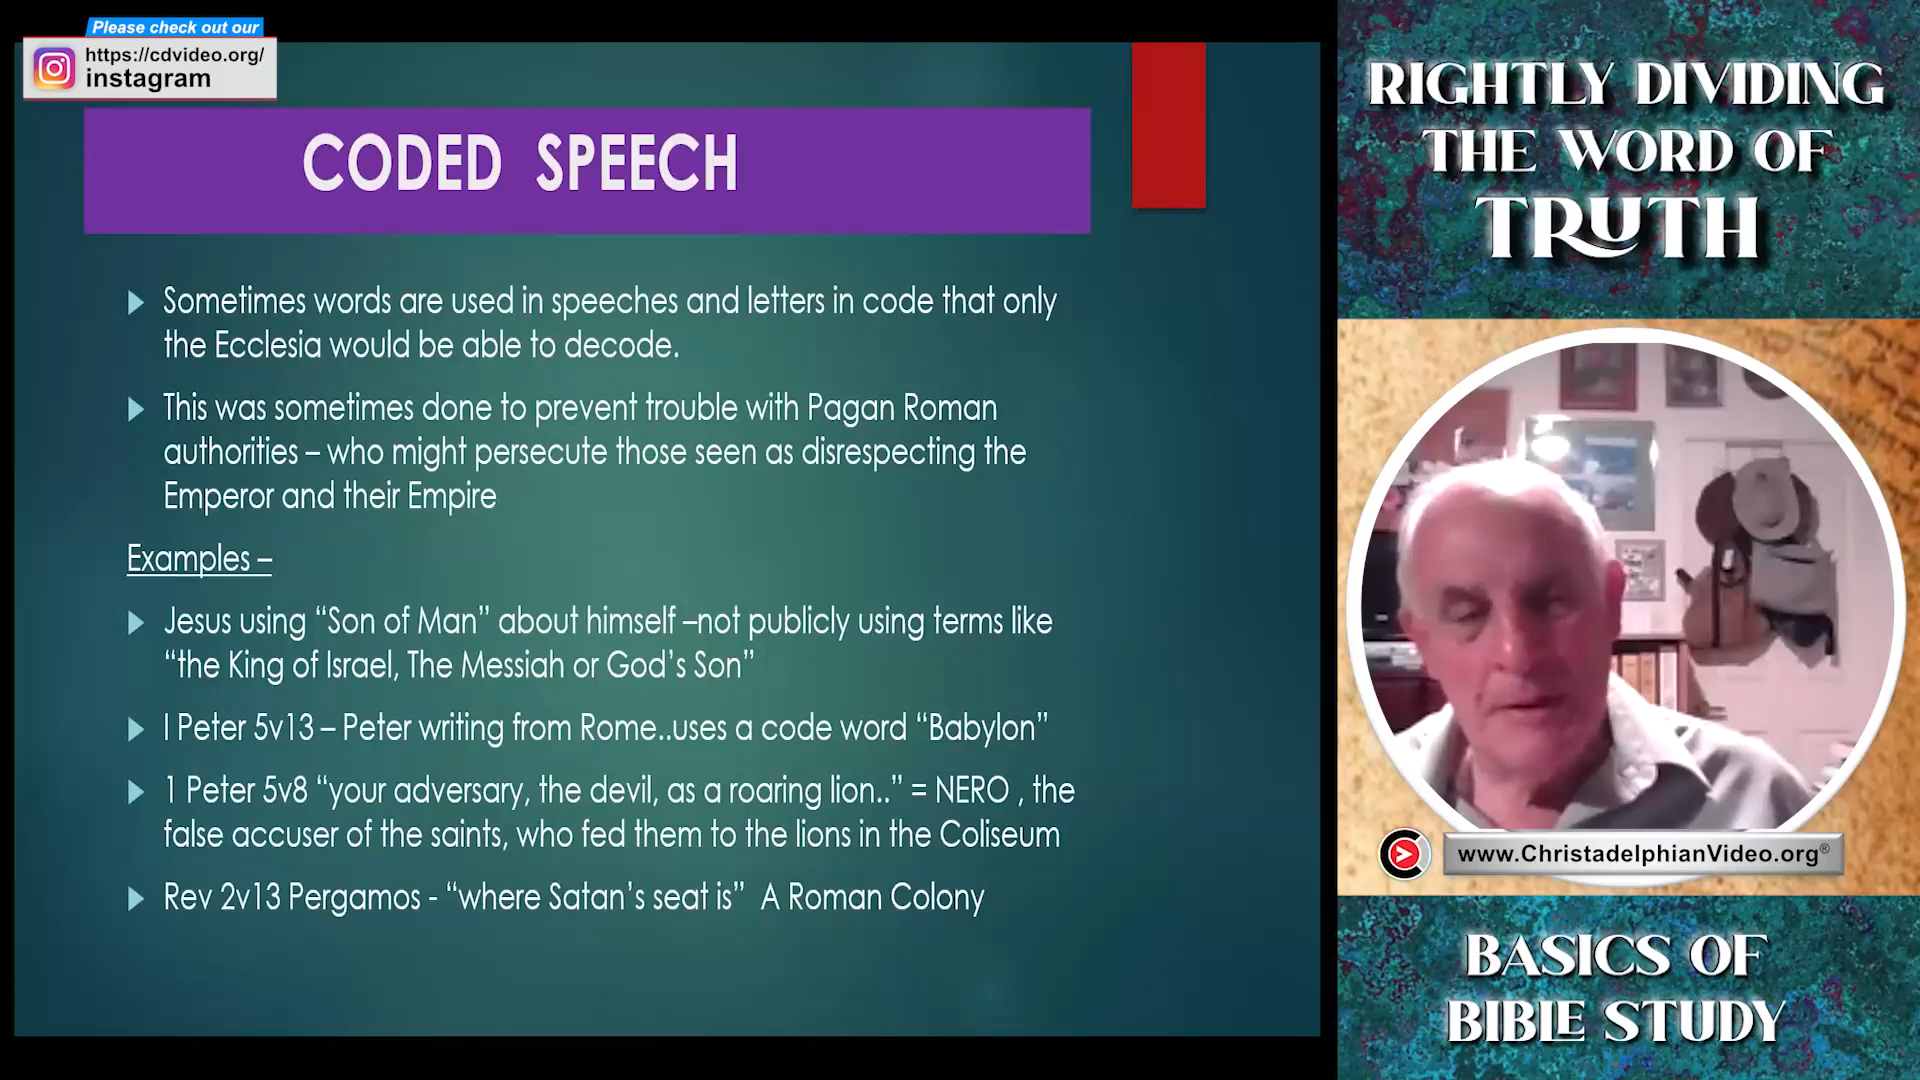 Please check out our
https://cdvideo.org/
instagram
CODED SPEECH
Sometimes words are used in speeches and letters in code that only
the Ecclesia would be able to decode.
This was sometimes done to prevent trouble with Pagan Roman
authorities – who might persecute those seen as disrespecting the
Emperor and their Empire
Examples –
Jesus using “Son of Man” about himself –not publicly using terms like
“the King of Israel, The Messiah or God’s Son”
I Peter 5v13 – Peter writing from Rome..uses a code word “Babylon”
1 Peter 5v8 “your adversary, the devil, as a roaring lion..” = NERO , the
false accuser of the saints, who fed them to the lions in the Coliseum
Rev 2v13 Pergamos - “where Satan’s seat is” A Roman Colony
RIGHTLY DIVIDING
THE WORD OF
TRUTH
www.ChristadelphianVideo.org®
BASICS OF
BIBLE STUDY